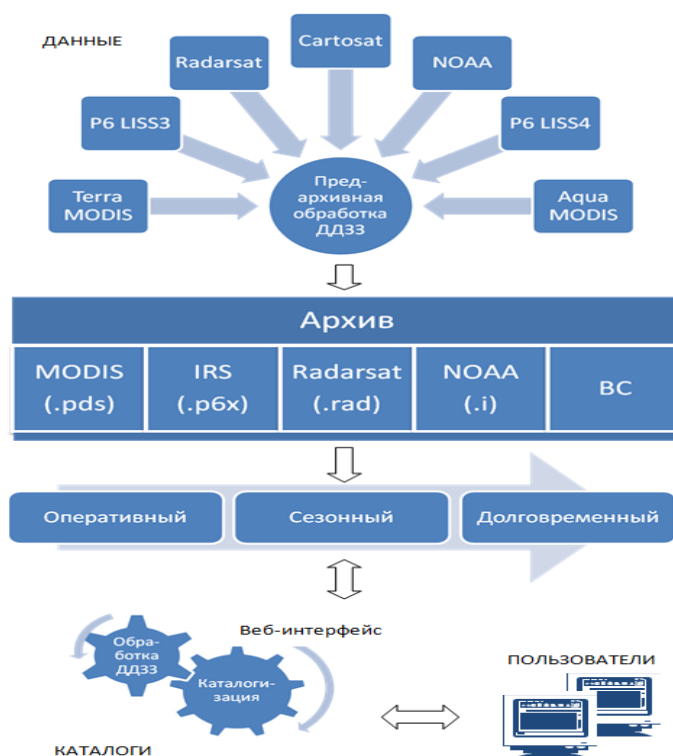 ДАННЫЕ
Cartosat
Radarsat
NOAA
P6 LISS3
P6 LISS4
Terra
MODIS
Aqua
MODIS
Пред-
архивная
обработка
ДДЗЗ
Архив
MODIS
(.pds)
IRS
(.p6x)
Radarsat
(.rad)
NOAA
(.i)
ВС
Оперативный
Сезонный
Долговременный
Веб-интерфейс
Обра-
ботка
ДДЗЗ
Каталоги-
зация
ПОЛЬЗОВАТЕЛИ
КАТАЛОГИ